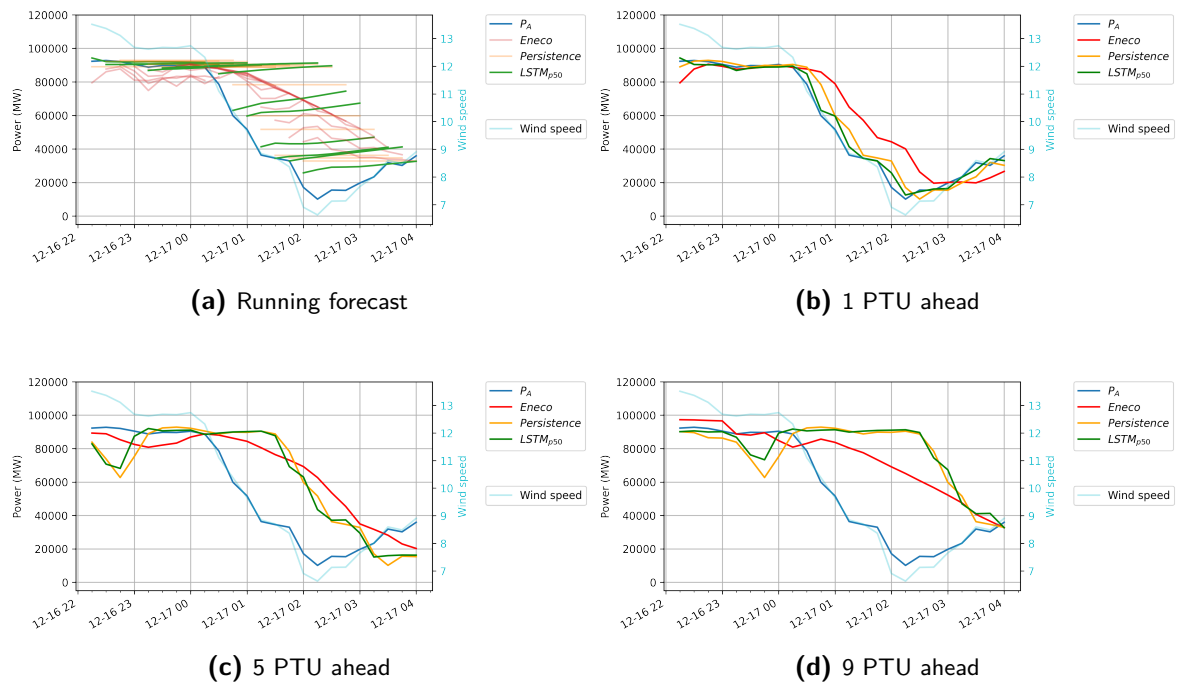 120000
100000
80000
60000
40000
20000
0
Power (MW)
13
12
11
10
9
8
7
Wind speed
12-16 22
12-16 23
12-17 00
12-17 01
12-17 02
12-17 03
12-17 04
P_A
Eneco
Persistence
LSTM_p50
Wind speed
(a) Running forecast
120000
100000
80000
60000
40000
20000
0
Power (MW)
13
12
11
10
9
8
7
Wind speed
12-16 22
12-16 23
12-17 00
12-17 01
12-17 02
12-17 03
12-17 04
P_A
Eneco
Persistence
LSTM_p50
Wind speed
(b) 1 PTU ahead
120000
100000
80000
60000
40000
20000
0
Power (MW)
13
12
11
10
9
8
7
Wind speed
12-16 22
12-16 23
12-17 00
12-17 01
12-17 02
12-17 03
12-17 04
P_A
Eneco
Persistence
LSTM_p50
Wind speed
(c) 5 PTU ahead
120000
100000
80000
60000
40000
20000
0
Power (MW)
13
12
11
10
9
8
7
Wind speed
12-16 22
12-16 23
12-17 00
12-17 01
12-17 02
12-17 03
12-17 04
P_A
Eneco
Persistence
LSTM_p50
Wind speed
(d) 9 PTU ahead